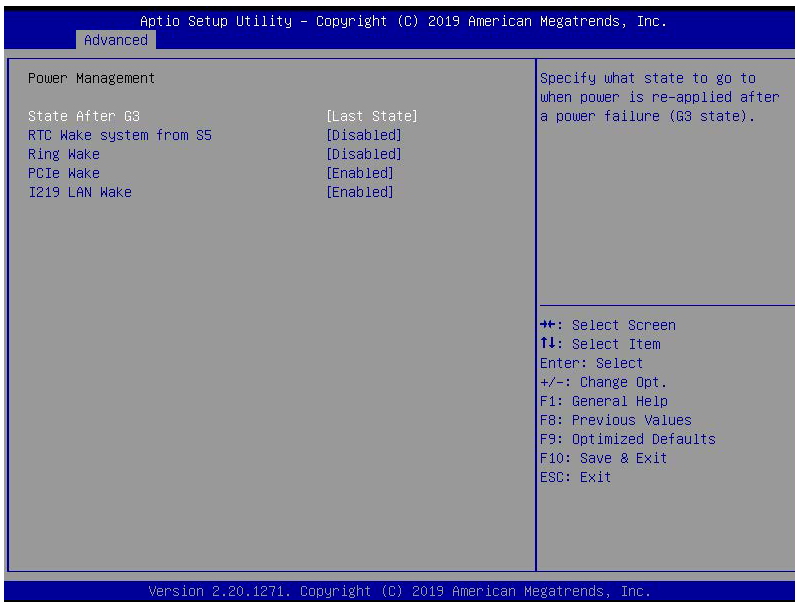 Aptio Setup Utility - Copyright (C) 2019 American Megatrends, Inc.
Advanced
Power Management
State After G3 [Last State]
RTC Wake system from S5 [Disabled]
Ring Wake [Disabled]
PCIe Wake [Enabled]
I219 LAN Wake [Enabled]
Specify what state to go to
when power is re-applied after
a power failure (G3 state).
→←: Select Screen
↑↓: Select Item
Enter: Select
+/-: Change Opt.
F1: General Help
F8: Previous Values
F9: Optimized Defaults
F10: Save & Exit
ESC: Exit
Version 2.20.1271. Copyright (C) 2019 American Megatrends, Inc.